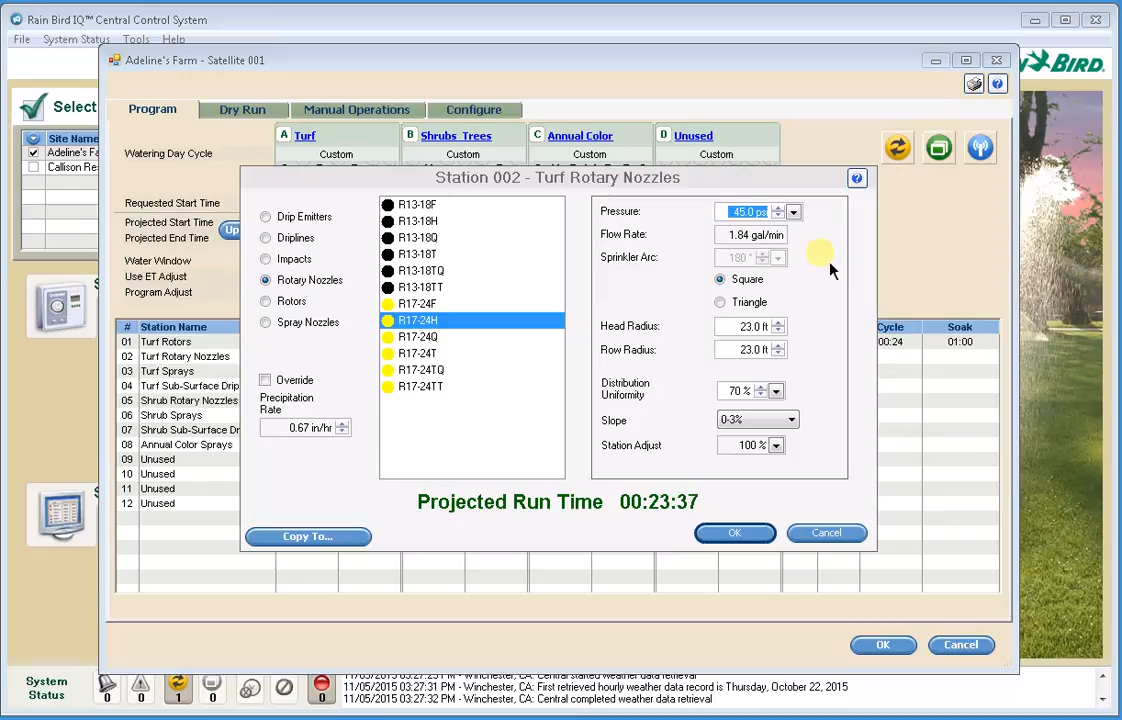 Rain Bird IQ™ Central Control System
File System Status Tools Help
Adeline's Farm - Satellite 001
BIRD.
Select
Program Dry Run Manual Operations Configure
Site Name
Adeline's Fa
Callison Res
A Turf B Shrubs Trees C Annual Color D Unused
Watering Day Cycle Custom Custom Custom Custom
Requested Start Time
Projected Start Time
Projected End Time
Up
Water Window
Use ET Adjust
Program Adjust
Station 002 - Turf Rotary Nozzles
Drip Emitters
Driplines
Impacts
Rotary Nozzles
Rotors
Spray Nozzles
Override
Precipitation
Rate
0.67 in/hr
R13-18F
R13-18H
R13-18Q
R13-18T
R13-18TQ
R13-18TT
R17-24F
R17-24H
R17-24Q
R17-24T
R17-24TQ
R17-24TT
Pressure: 45.0 psi
Flow Rate: 1.84 gal/min
Sprinkler Arc: 180 °
Square
Triangle
Head Radius: 23.0 ft
Row Radius: 23.0 ft
Distribution
Uniformity 70 %
Slope 0-3%
Station Adjust 100 %
Projected Run Time 00:23:37
Copy To... OK Cancel
# Station Name Cycle Soak
01 Turf Rotors 00:24 01:00
02 Turf Rotary Nozzles
03 Turf Sprays
04 Turf Sub-Surface Drip
05 Shrub Rotary Nozzles
06 Shrub Sprays
07 Shrub Sub-Surface Dr
08 Annual Color Sprays
09 Unused
10 Unused
11 Unused
12 Unused
OK Cancel
System
Status
0 0 1 0 0
11/05/2015 03:27:31 PM - Winchester, CA: Central started weather data retrieval
11/05/2015 03:27:31 PM - Winchester, CA: First retrieved hourly weather data record is Thursday, October 22, 2015
11/05/2015 03:27:32 PM - Winchester, CA: Central completed weather data retrieval